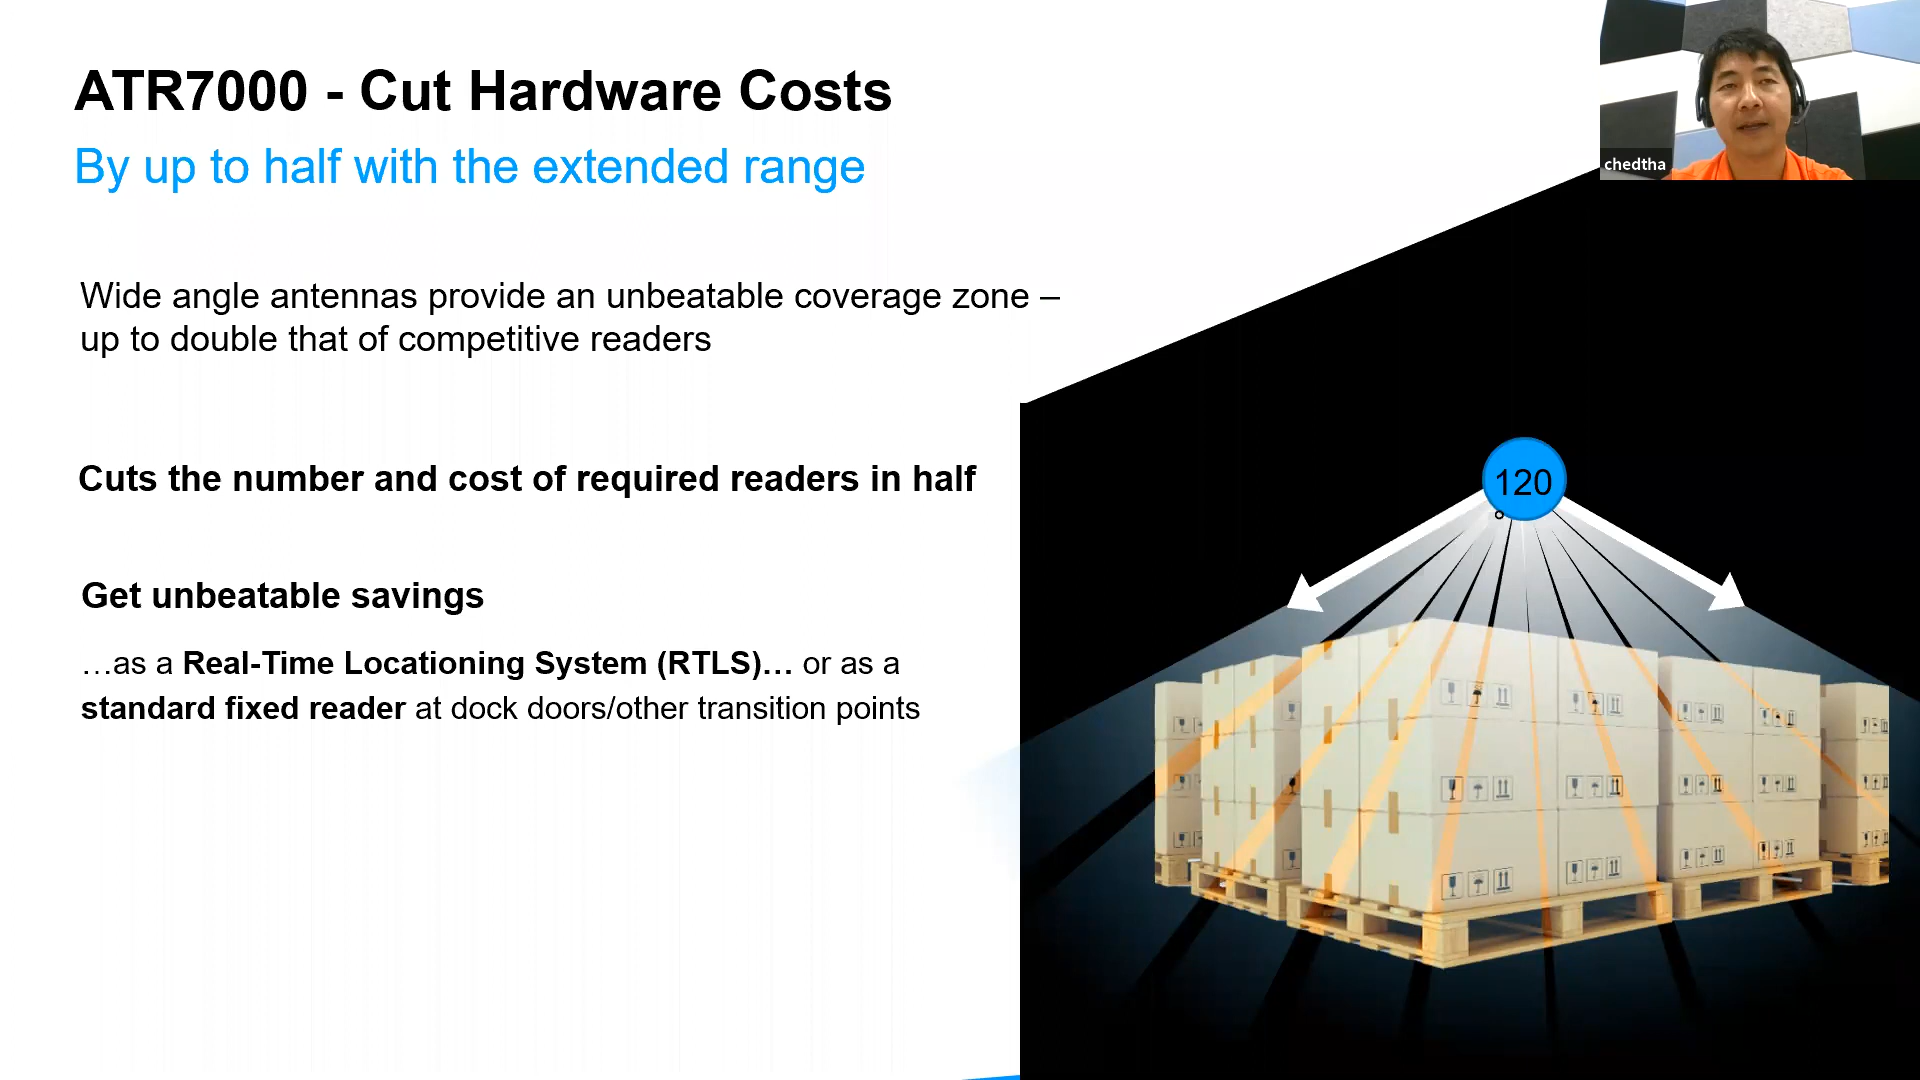 ATR7000 - Cut Hardware Costs
By up to half with the extended range
chedtha
Wide angle antennas provide an unbeatable coverage zone –
up to double that of competitive readers
Cuts the number and cost of required readers in half
120
°
Get unbeatable savings
…as a Real-Time Locationing System (RTLS)… or as a
standard fixed reader at dock doors/other transition points